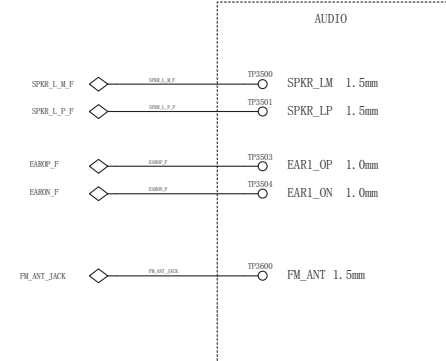 AUDIO
SPKR_L_M_F SPKR_L_M_F TP3500 SPKR_LM 1.5mm
SPKR_L_P_F SPKR_L_P_F TP3501 SPKR_LP 1.5mm
EAROP_F EAROP_F TP3503 EAR1_OP 1.0mm
EARON_F EARON_F TP3504 EAR1_ON 1.0mm
FM_ANT_JACK FM_ANT_JACK TP3600 FM_ANT 1.5mm